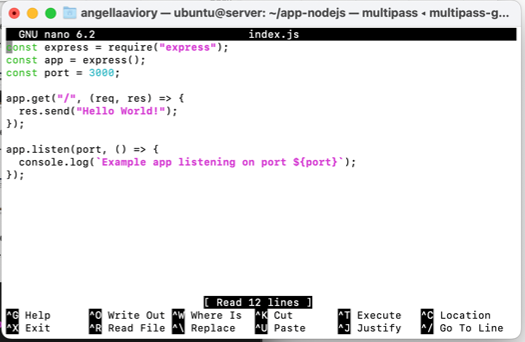 angellaaviory — ubuntu@server: ~/app-nodejs — multipass ◂ multipass-g...
GNU nano 6.2 index.js
const express = require("express");
const app = express();
const port = 3000;
app.get("/", (req, res) => {
res.send("Hello World!");
});
app.listen(port, () => {
console.log(`Example app listening on port ${port}`);
});
[ Read 12 lines ]
^G Help ^O Write Out ^W Where Is ^K Cut ^T Execute ^C Location
^X Exit ^R Read File ^\ Replace ^U Paste ^J Justify ^/ Go To Line